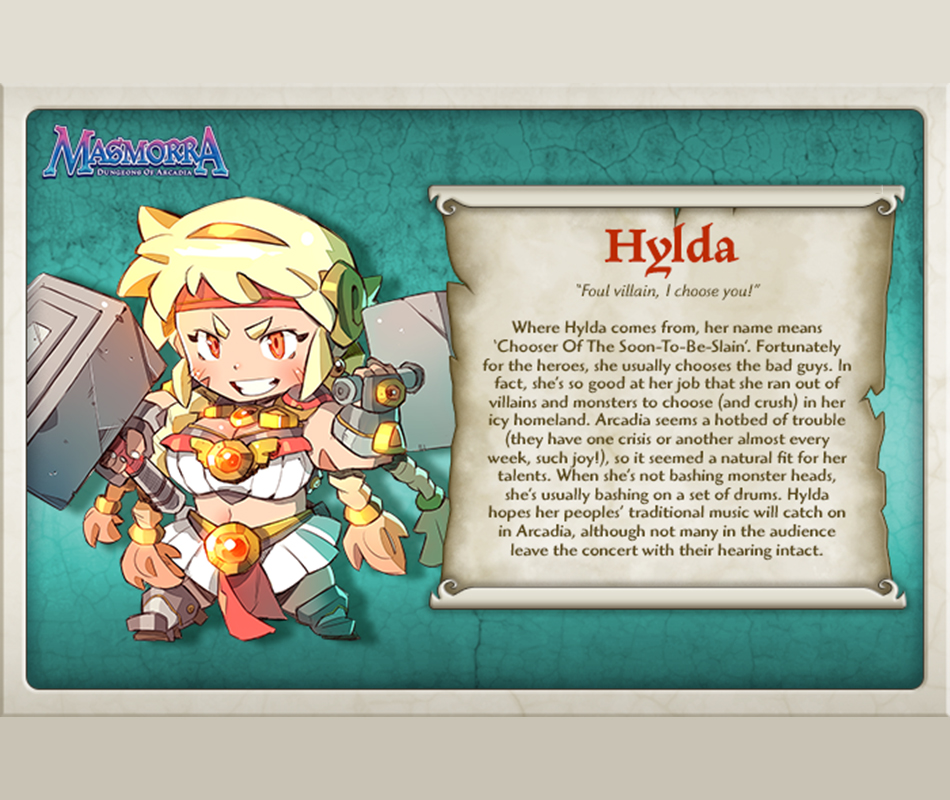 MASMORRA
DUNGEONS OF ARCADIA
Hylda
“Foul villain, I choose you!”
Where Hylda comes from, her name means
‘Chooser Of The Soon-To-Be-Slain’. Fortunately
for the heroes, she usually chooses the bad guys. In
fact, she’s so good at her job that she ran out of
villains and monsters to choose (and crush) in her
icy homeland. Arcadia seems a hotbed of trouble
(they have one crisis or another almost every
week, such joy!), so it seemed a natural fit for her
talents. When she’s not bashing monster heads,
she’s usually bashing on a set of drums. Hylda
hopes her peoples’ traditional music will catch on
in Arcadia, although not many in the audience
leave the concert with their hearing intact.